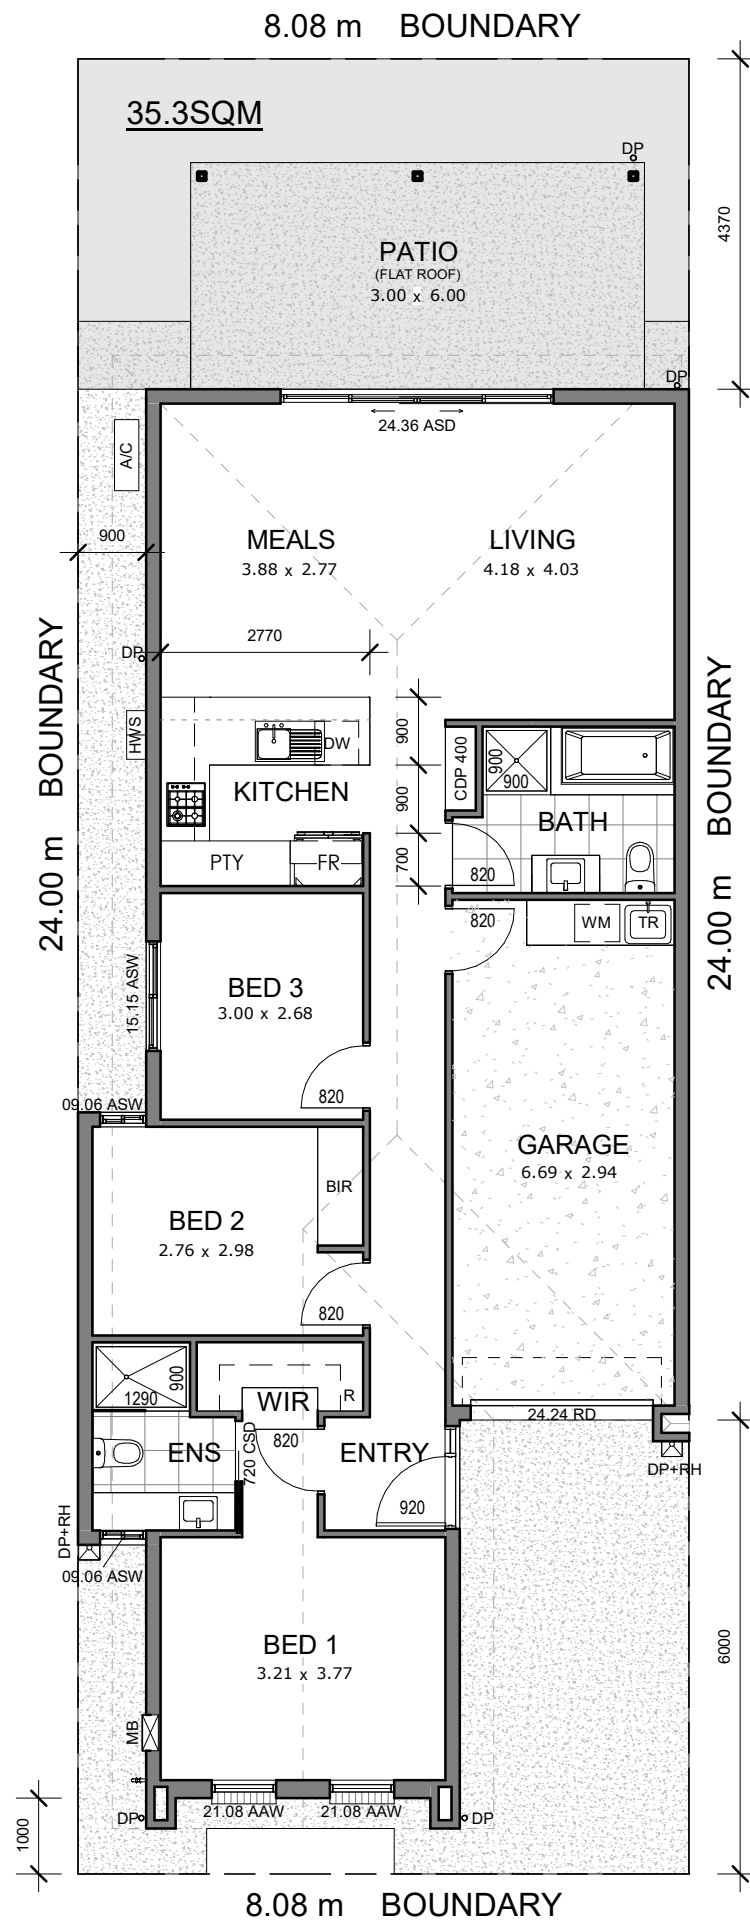 8.08 m BOUNDARY
35.3SQM
DP
4370
PATIO
(FLAT ROOF)
3.00 x 6.00
DP
24.36 ASD
A/C
900
MEALS
3.88 x 2.77
LIVING
4.18 x 4.03
2770
DP
24.00 m BOUNDARY
24.00 m BOUNDARY
HWS
DW
900
CDP 400
900
900
KITCHEN
900
BATH
PTY
FR
700
820
820
WM
TR
BED 3
3.00 x 2.68
15.15 ASW
820
09.06 ASW
GARAGE
6.69 x 2.94
BIR
BED 2
2.76 x 2.98
820
900
1290
WIR
R
24.24 RD
820
ENS
720 CSD
ENTRY
920
DP+RH
DP+RH
09.06 ASW
BED 1
3.21 x 3.77
6000
MB
21.08 AAW
21.08 AAW
DP
DP
1000
8.08 m BOUNDARY